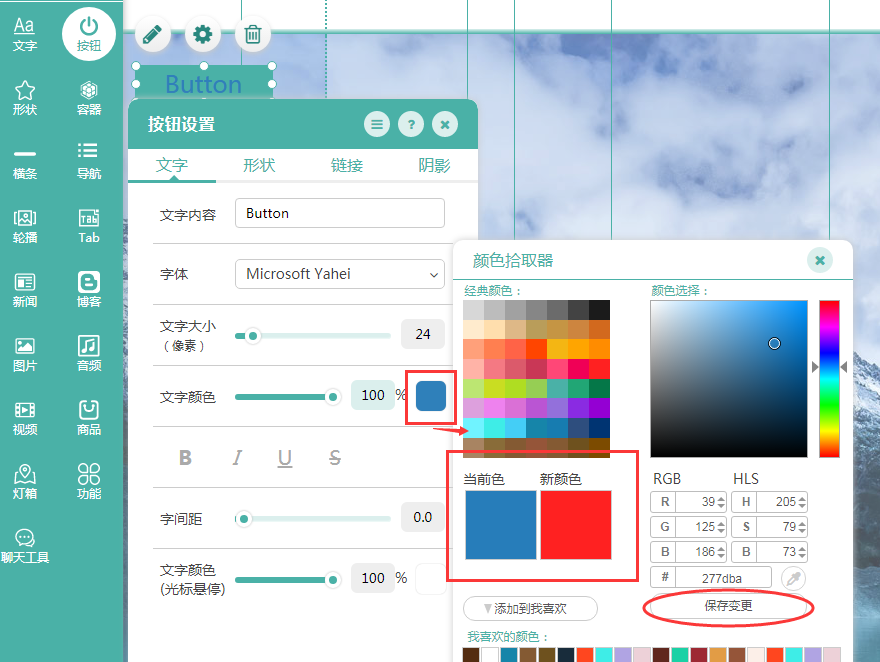 Aa
文字
按钮
形状
容器
横条
导航
轮播
Tab
Tab
新闻
博客
图片
音频
视频
商品
灯箱
功能
聊天工具
Button
按钮设置
?
文字
形状
链接
阴影
文字内容
Button
字体
Microsoft Yahei
文字大小
（像素）
24
文字颜色
100
%
B
I
U
S
字间距
0.0
文字颜色
(光标悬停)
100
%
颜色拾取器
经典颜色：
颜色选择：
当前色
新颜色
RGB
HLS
R 39
H 205
G 125
S 79
B 186
B 73
# 277dba
添加到我喜欢
保存变更
我喜欢的颜色：